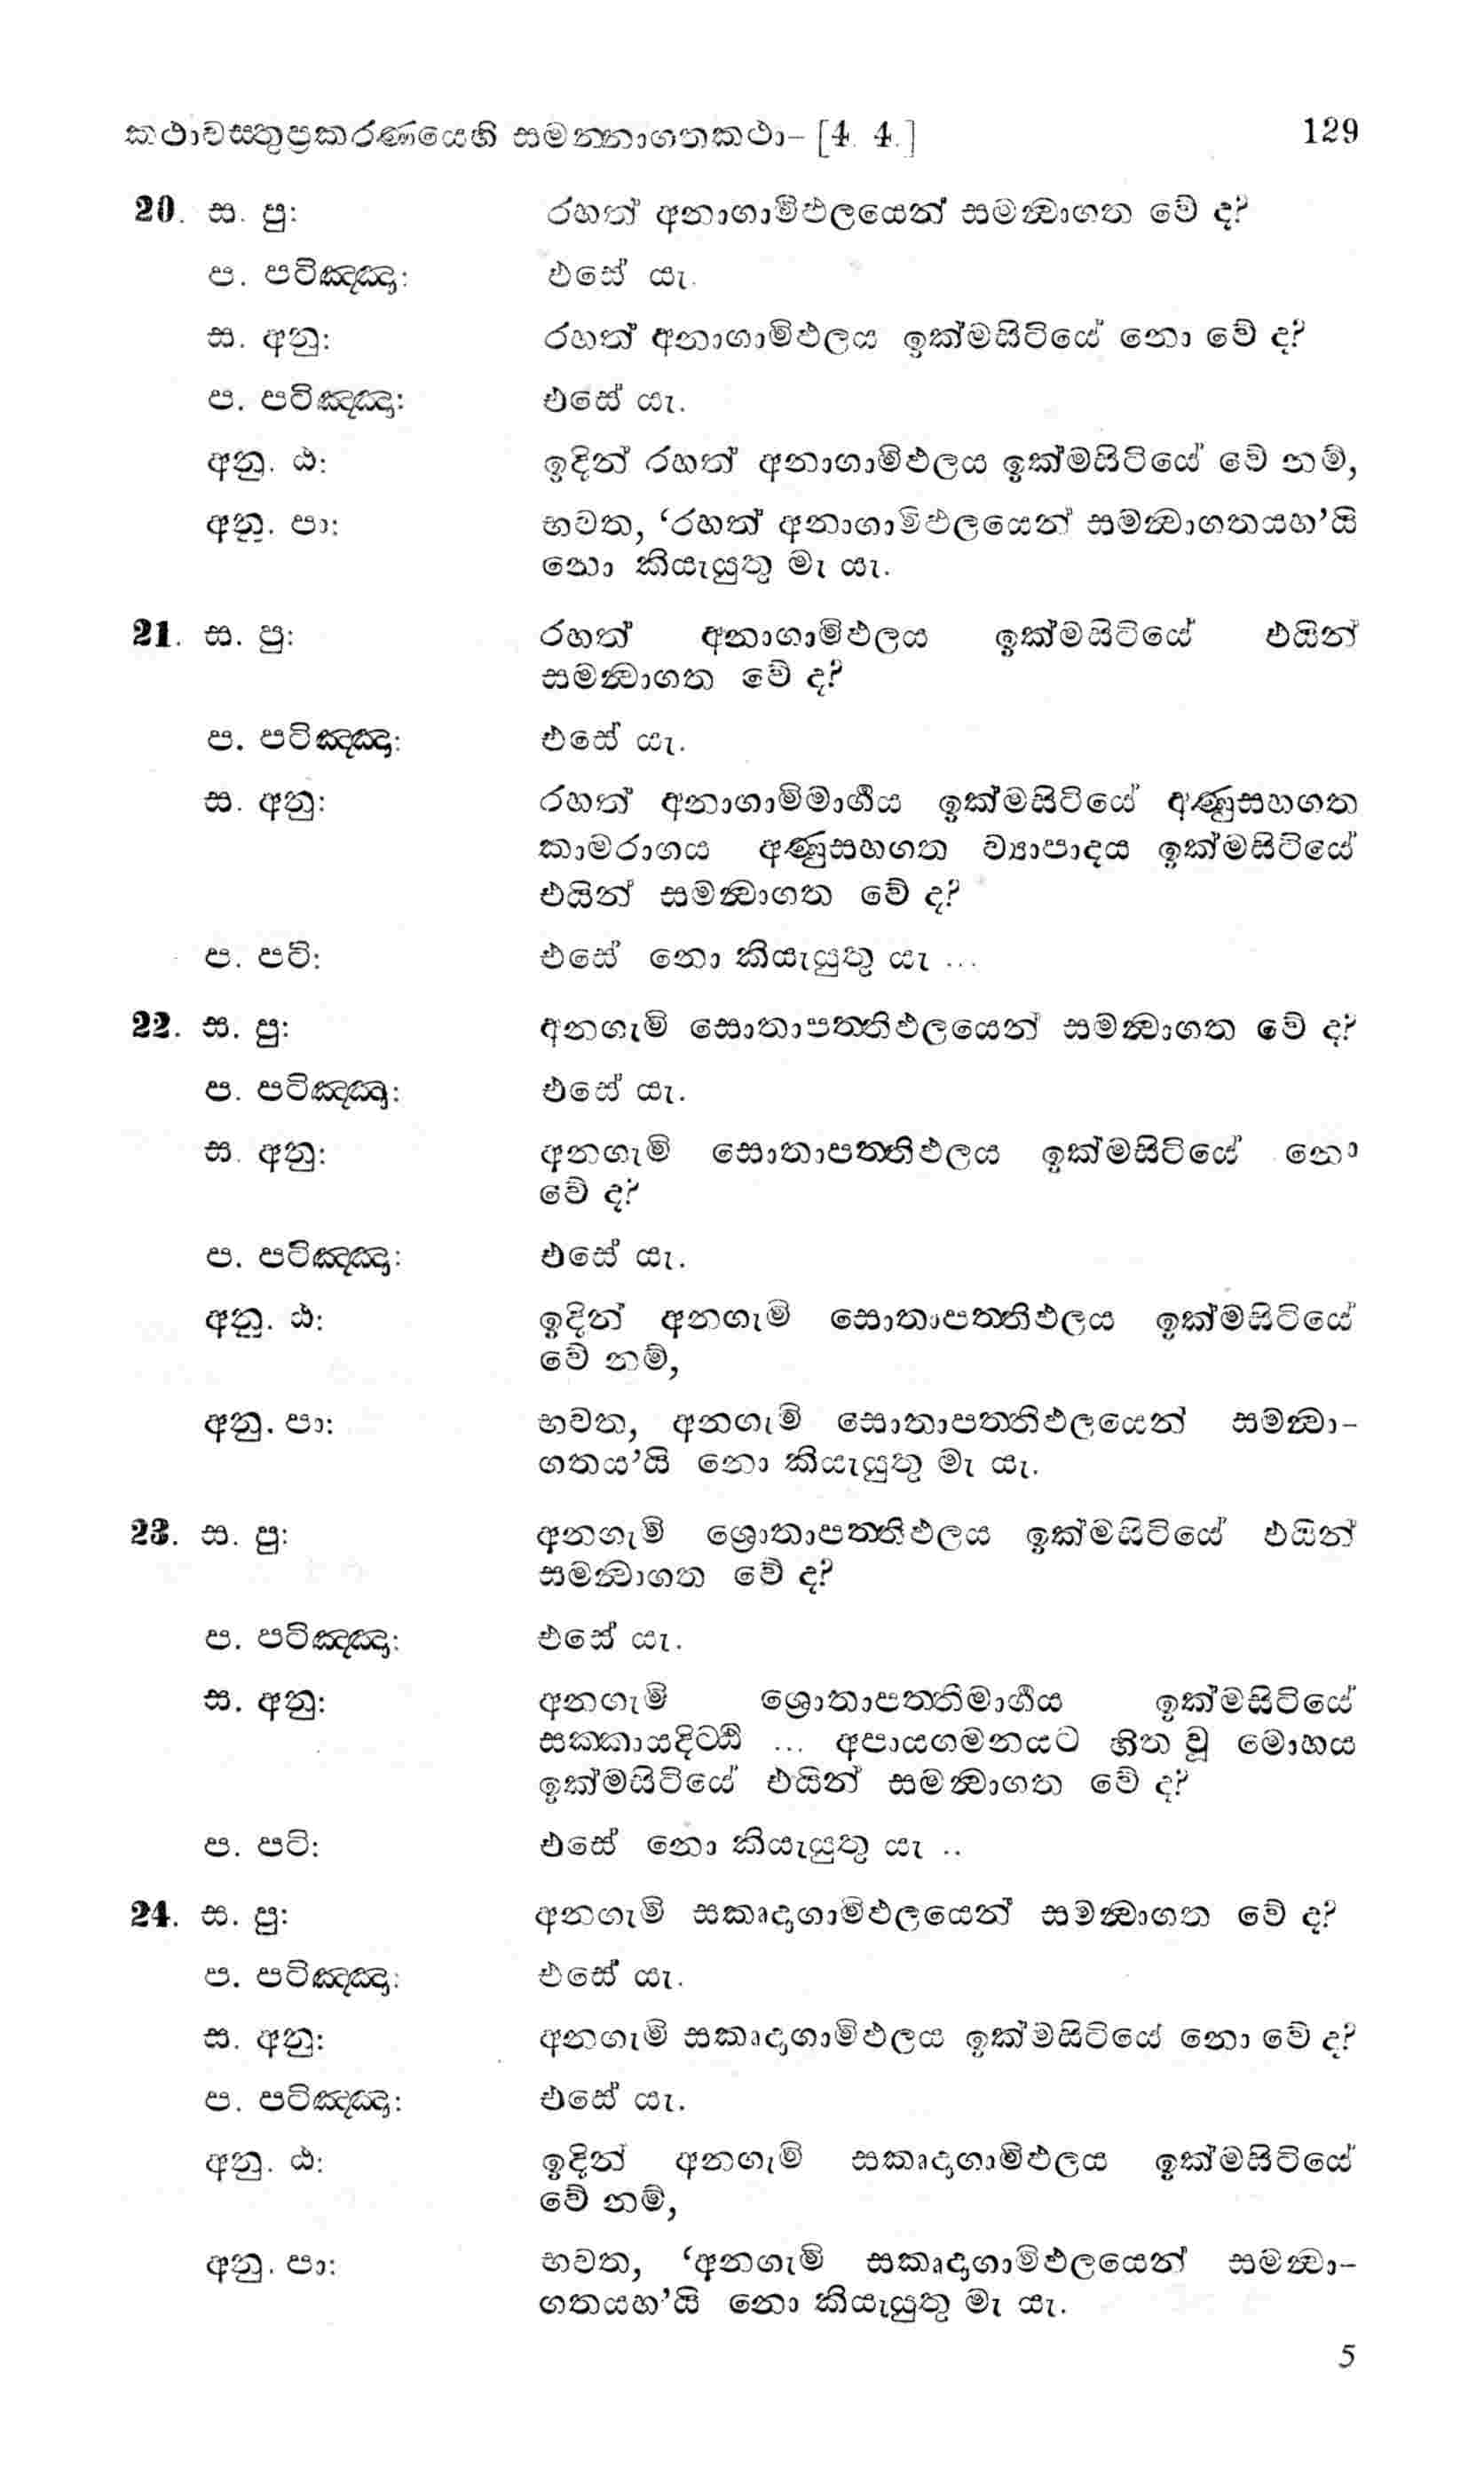 කථාවස්තුප්‍රකරණයෙහි සමන්නාගතකථා– [4. 4.] 129
20. ස. පු: රහත් අනාගාමිඵලයෙන් සමන්‍වාගත වේ ද?
ප. පටිඤ්ඤා: එසේ යැ.
ස. අනු: රහත් අනාගාමිඵලය ඉක්මසිටියේ නො වේ ද?
ප. පටිඤ්ඤා: එසේ යැ.
අනු. ඨ: ඉදින් රහත් අනාගාමිඵලය ඉක්මසිටියේ වේ නම්,
අනු. පා: භවත, ‘රහත් අනාගාමිඵලයෙන් සමන්‍වාගතයහ’යි
නො කියැයුතු මැ යැ.
21. ස. පු: රහත් අනාගාමිඵලය ඉක්මසිටියේ එයින්
සමන්‍වාගත වේ ද?
ප. පටිඤ්ඤා: එසේ යැ.
ස. අනු: රහත් අනාගාමිමාර්‍ගය ඉක්මසිටියේ අණුසහගත
කාමරාගය අණුසහගත ව්‍යාපාදය ඉක්මසිටියේ
එයින් සමන්‍වාගත වේ ද?
ප. පටි: එසේ නො කියැයුතු යැ ...
22. ස. පු: අනගැමි සොතාපත්තිඵලයෙන් සමන්‍වාගත වේ ද?
ප. පටිඤ්ඤා: එසේ යැ.
ස. අනු: අනගැමි සොතාපත්තිඵලය ඉක්මසිටියේ නො
වේ ද?
ප. පටිඤ්ඤා: එසේ යැ.
අනු. ඨ: ඉදින් අනගැමි සොතාපත්තිඵලය ඉක්මසිටියේ
වේ නම්,
අනු. පා: භවත, අනගැමි සොතාපත්තිඵලයෙන් සමන්‍වා-
ගතය’යි නො කියැයුතු මැ යැ.
23. ස. පු: අනගැමි ශ්‍රොතාපත්තිඵලය ඉක්මසිටියේ එයින්
සමන්‍වාගත වේ ද?
ප. පටිඤ්ඤා: එසේ යැ.
ස. අනු: අනගැමි ශ්‍රොතාපත්තිමාර්‍ගය ඉක්මසිටියේ
සක්කායදිට්ඨි ... අපායගමනයට හිත වූ මොහය
ඉක්මසිටියේ එයින් සමන්‍වාගත වේ ද?
ප. පටි: එසේ නො කියැයුතු යැ ..
24. ස. පු: අනගැමි සකෘදාගාමිඵලයෙන් සමන්‍වාගත වේ ද?
ප. පටිඤ්ඤා: එසේ යැ.
ස. අනු: අනගැමි සකෘදාගාමිඵලය ඉක්මසිටියේ නො වේ ද?
ප. පටිඤ්ඤා: එසේ යැ.
අනු. ඨ: ඉදින් අනගැමි සකෘදාගාමිඵලය ඉක්මසිටියේ
වේ නම්,
අනු. පා: භවත, ‘අනගැමි සකෘදාගාමිඵලයෙන් සමන්‍වා-
ගතයහ’යි නො කියැයුතු මැ යැ.
5